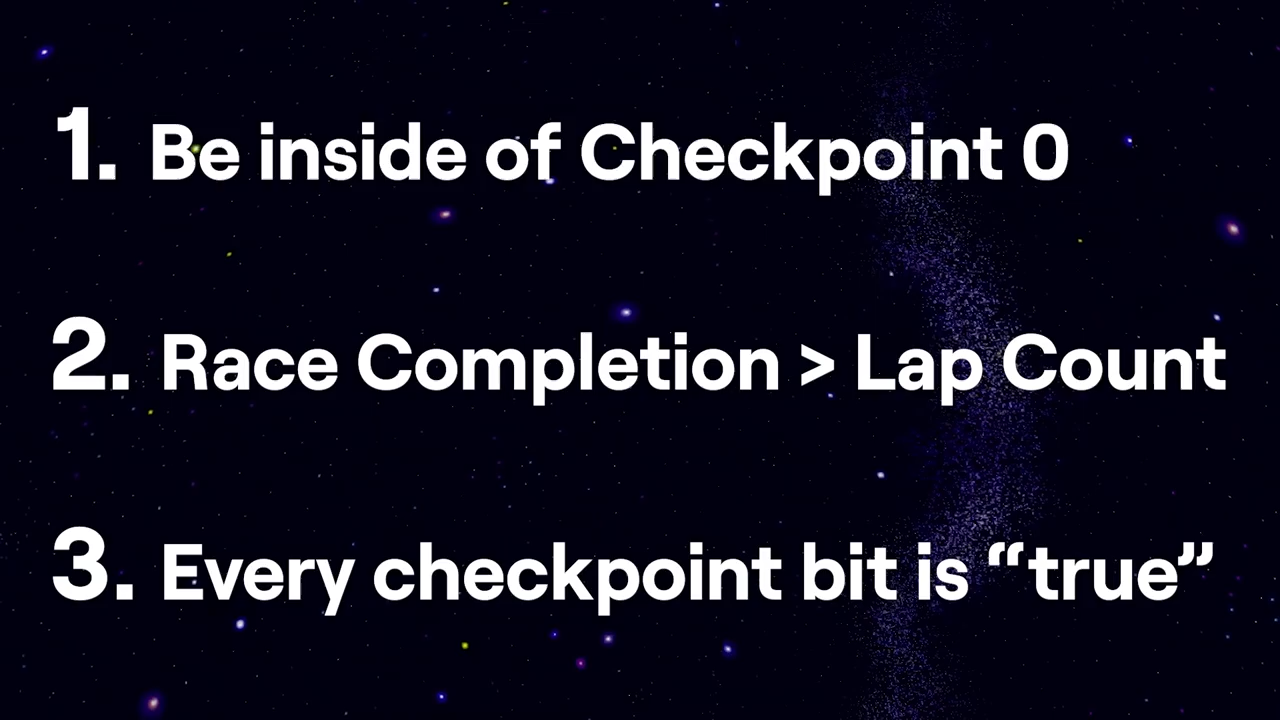 1. Be inside of Checkpoint 0
2. Race Completion > Lap Count
3. Every checkpoint bit is “true”